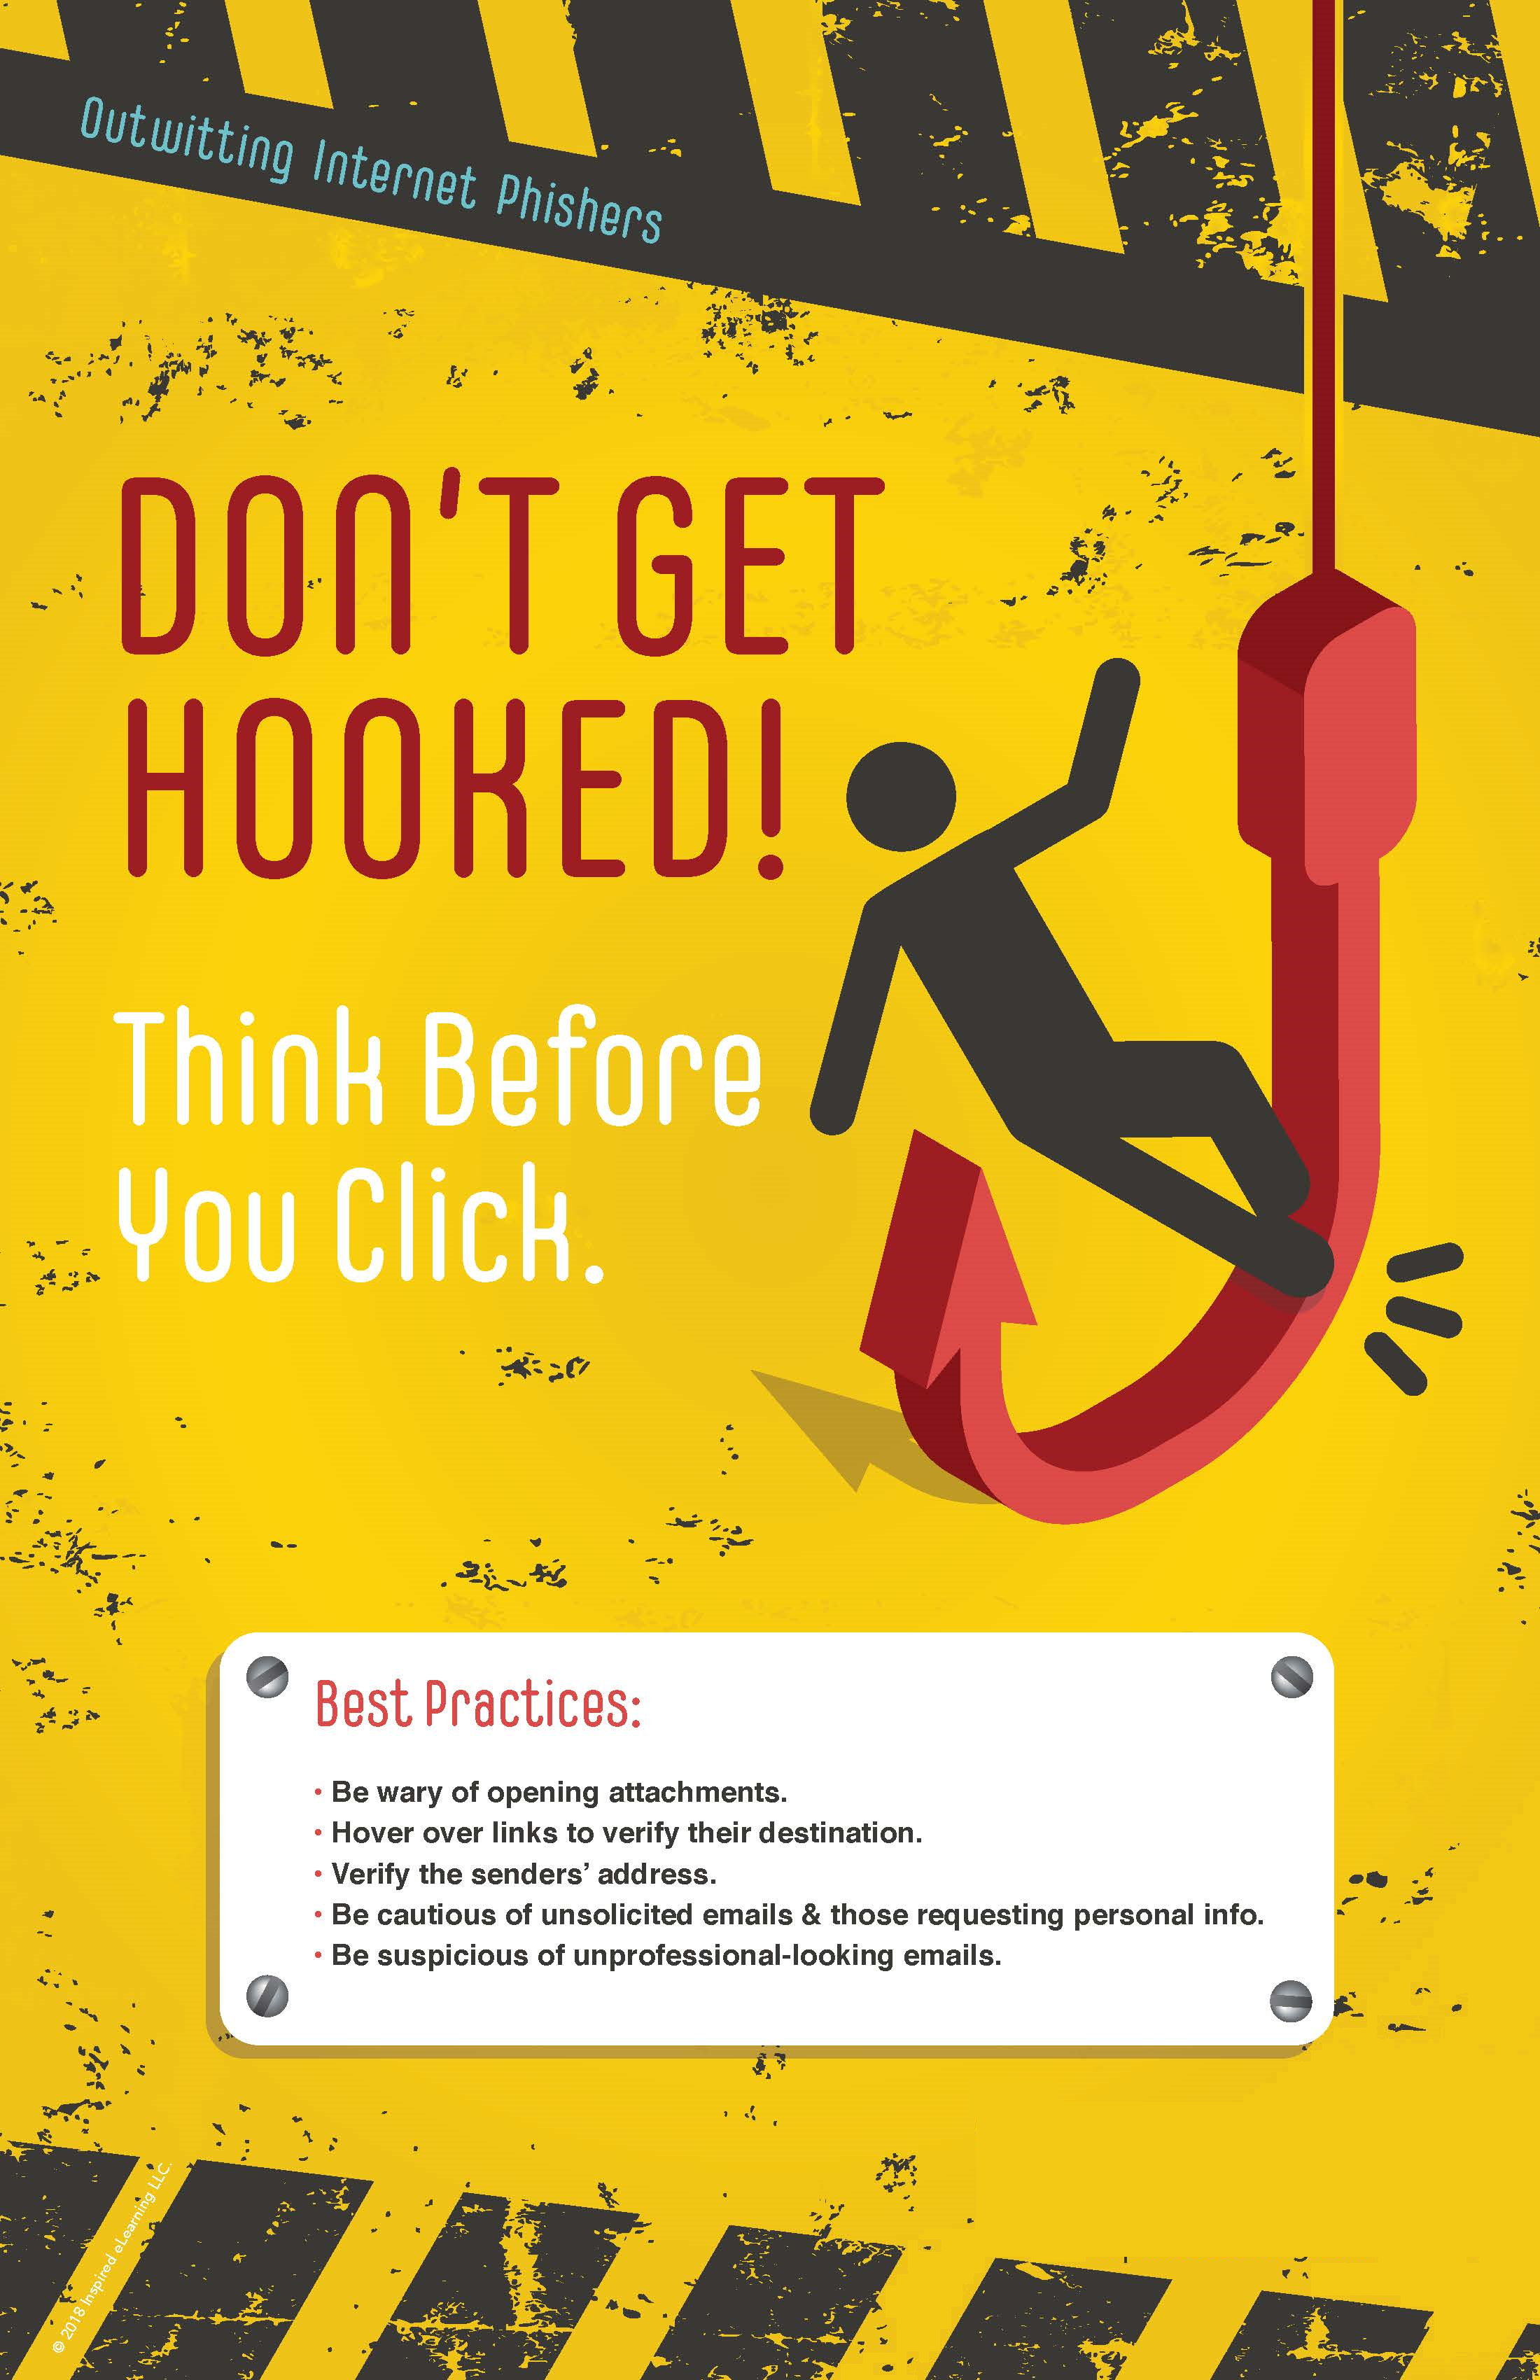 Outwitting Internet Phishers
DON'T GET
HOOKED!
Think Before
You Click.
Best Practices:
• Be wary of opening attachments.
• Hover over links to verify their destination.
• Verify the senders’ address.
• Be cautious of unsolicited emails & those requesting personal info.
• Be suspicious of unprofessional-looking emails.
© 2018 Inspired eLearning LLC.